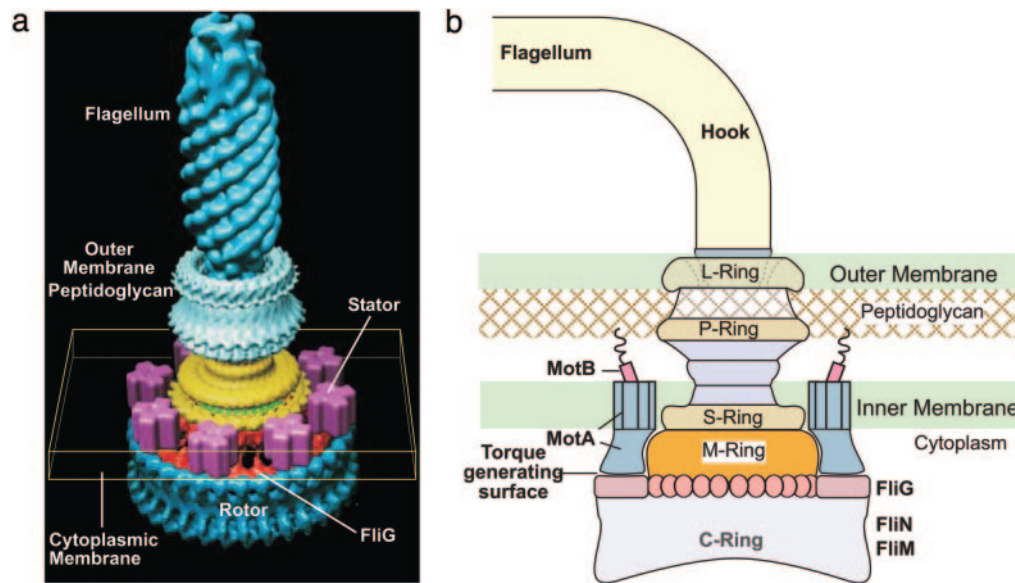 a
Flagellum
Outer
Membrane
Peptidoglycan
Stator
Rotor
FliG
Cytoplasmic
Membrane
b
Flagellum
Hook
L-Ring
Outer Membrane
Peptidoglycan
P-Ring
MotB
S-Ring
Inner Membrane
MotA
Cytoplasm
M-Ring
Torque
generating
surface
FliG
FliN
FliM
C-Ring